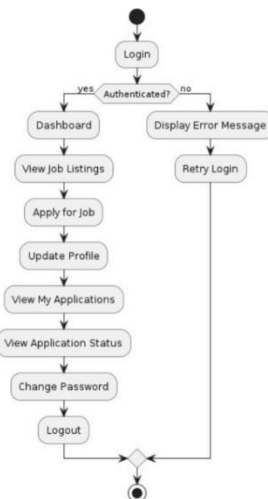 Login
yes
Authenticated?
no
Dashboard
Display Error Message
View Job Listings
Retry Login
Apply for Job
Update Profile
View My Applications
View Application Status
Change Password
Logout